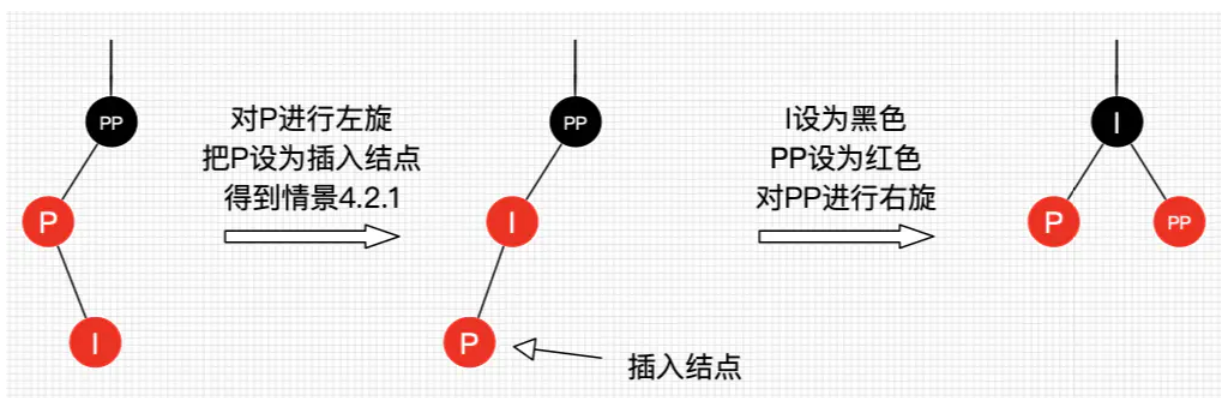 PP
P
I
对P进行左旋
把P设为插入结点
得到情景4.2.1
PP
I
P
插入结点
I设为黑色
PP设为红色
对PP进行右旋
I
P
PP